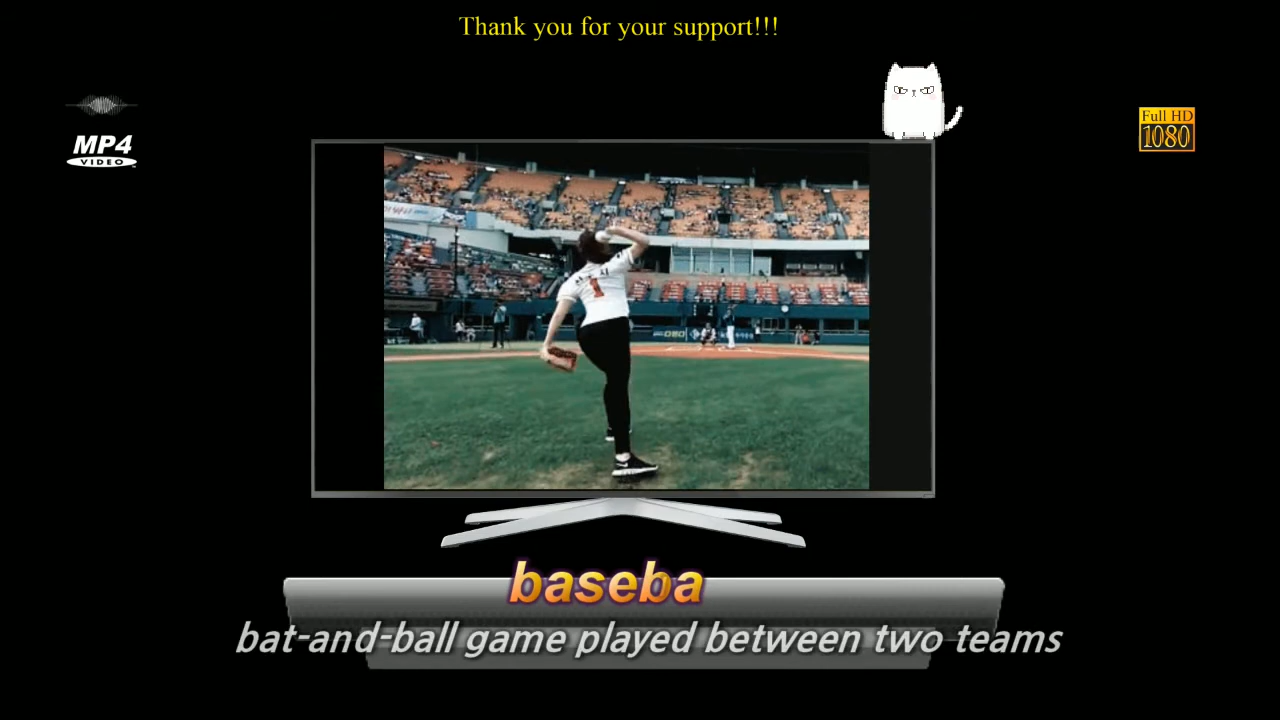 Thank you for your support!!!
Full HD
1080
MP4
VIDEO
1
baseba
bat-and-ball game played between two teams